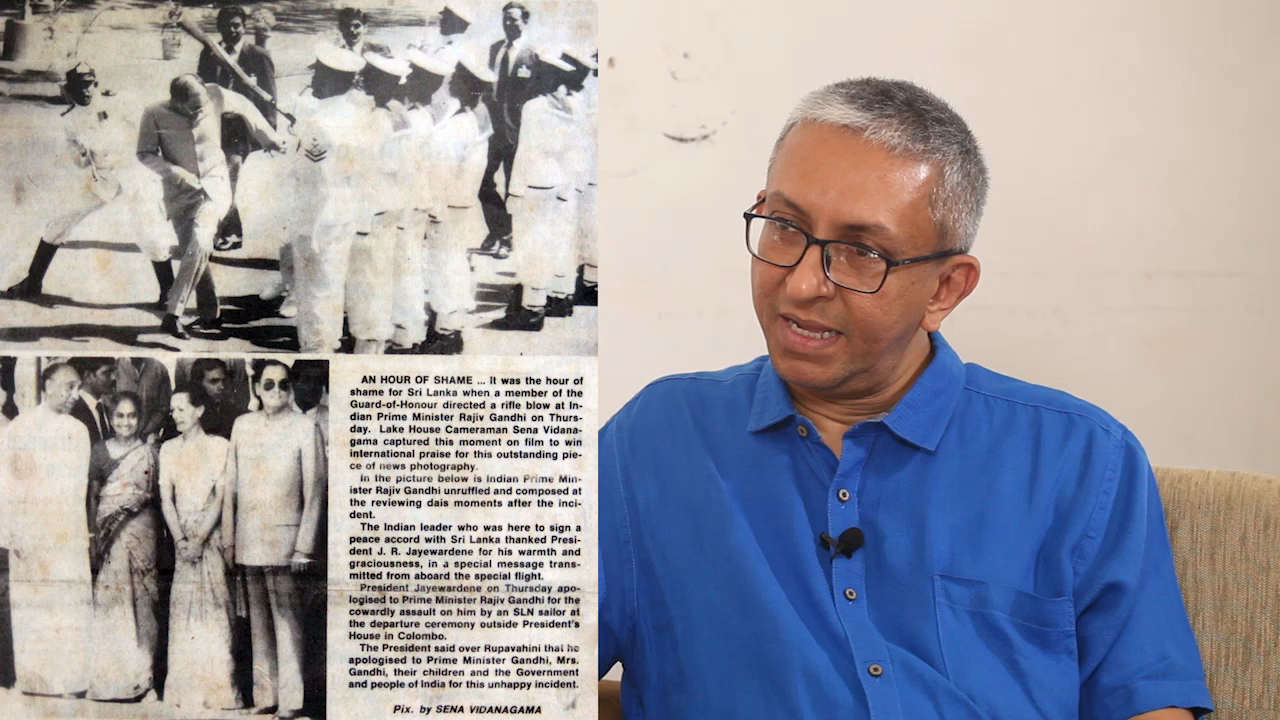 AN HOUR OF SHAME ... It was the hour of
shame for Sri Lanka when a member of the
Guard-of-Honour directed a rifle blow at In-
dian Prime Minister Rajiv Gandhi on Thurs-
day. Lake House Cameraman Sena Vidana-
gama captured this moment on film to win
international praise for this outstanding pie-
ce of news photography.
In the picture below is Indian Prime Min-
ister Rajiv Gandhi unruffled and composed at
the reviewing dais moments after the inci-
dent.
The Indian leader who was here to sign a
peace accord with Sri Lanka thanked Presi-
dent J. R. Jayewardene for his warmth and
graciousness, in a special message trans-
mitted from aboard the special flight.
President Jayewardene on Thursday apo-
logised to Prime Minister Rajiv Gandhi for the
cowardly assault on him by an SLN sailor at
the departure ceremony outside President's
House in Colombo.
The President said over Rupavahini that he
apologised to Prime Minister Gandhi, Mrs.
Gandhi, their children and the Government
and people of India for this unhappy incident.
Pix. by SENA VIDANAGAMA